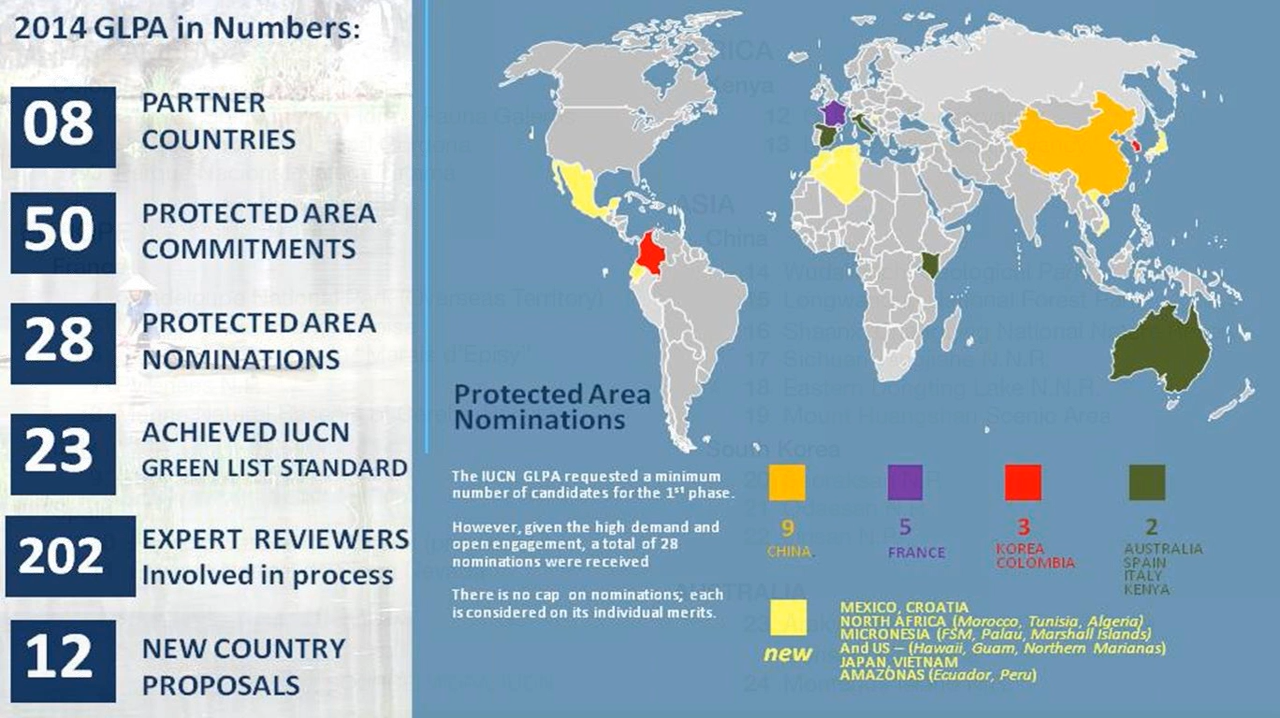 2014 GLPA in Numbers:
08
PARTNER
COUNTRIES
50
PROTECTED AREA
COMMITMENTS
28
PROTECTED AREA
NOMINATIONS
23
ACHIEVED IUCN
GREEN LIST STANDARD
202
EXPERT REVIEWERS
Involved in process
12
NEW COUNTRY
PROPOSALS
Protected Area
Nominations
The IUCN GLPA requested a minimum
number of candidates for the 1st phase.
However, given the high demand and
open engagement, a total of 28
nominations were received
There is no cap on nominations; each
is considered on its individual merits.
9
CHINA.
5
FRANCE
3
KOREA
COLOMBIA
2
AUSTRALIA
SPAIN
ITALY
KENYA
new
MEXICO, CROATIA
NORTH AFRICA (Morocco, Tunisia, Algeria)
MICRONESIA (FSM, Palau, Marshall Islands)
And US – (Hawaii, Guam, Northern Marianas)
JAPAN, VIETNAM
AMAZONAS (Ecuador, Peru)
ASIA
China
South Korea